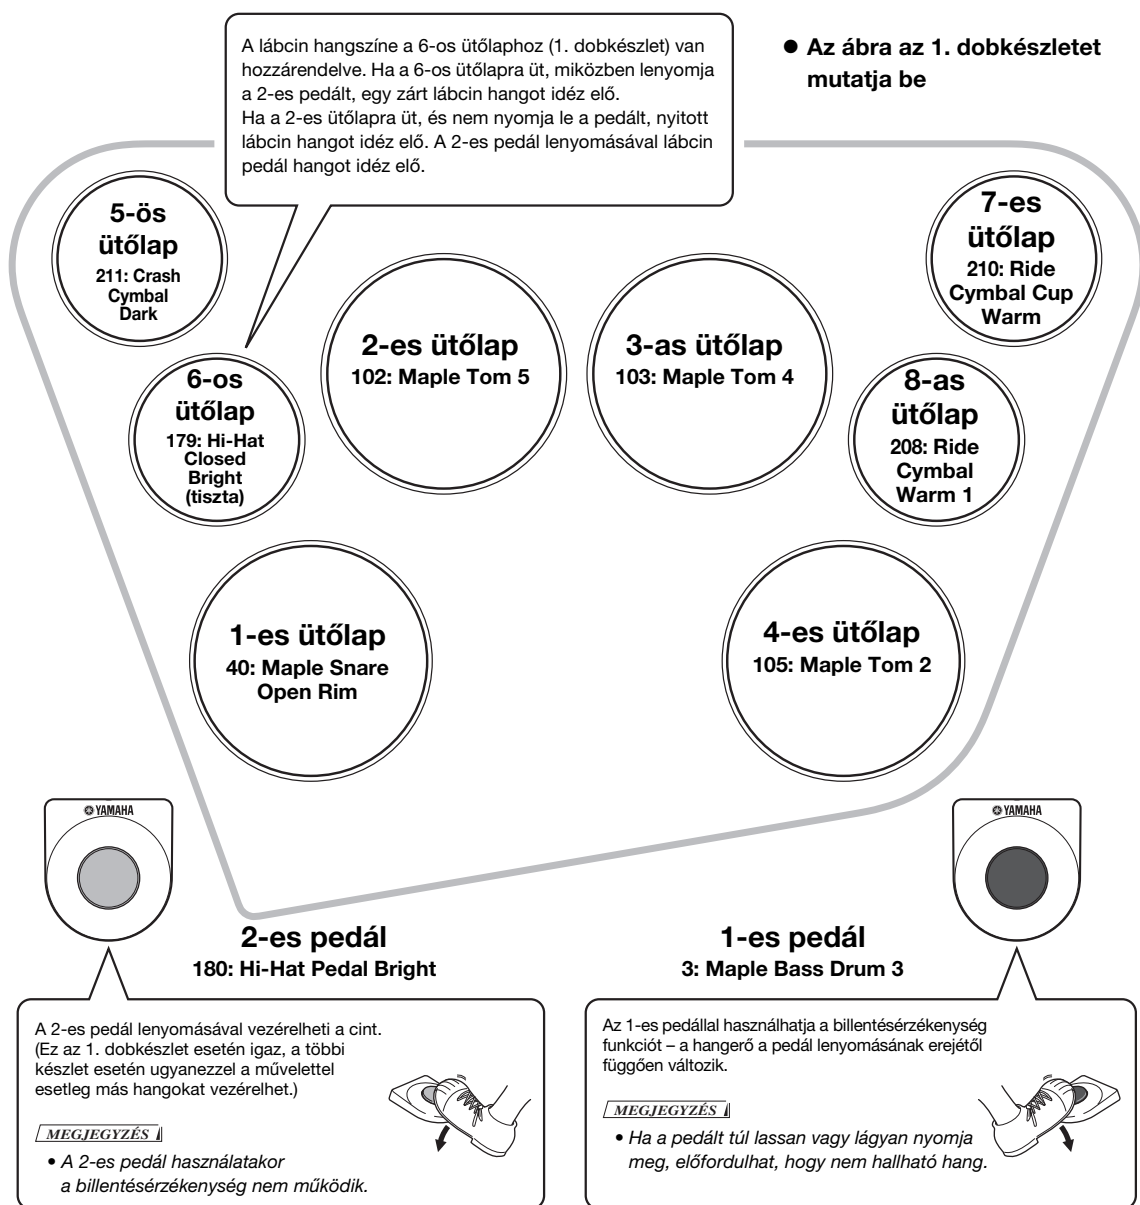 A lábcin hangszíne a 6-os ütőlaphoz (1. dobkészlet) van
hozzárendelve. Ha a 6-os ütőlapra üt, miközben lenyomja
a 2-es pedált, egy zárt lábcin hangot idéz elő.
Ha a 2-es ütőlapra üt, és nem nyomja le a pedált, nyitott
lábcin hangot idéz elő. A 2-es pedál lenyomásával lábcin
pedál hangot idéz elő.
● Az ábra az 1. dobkészletet
mutatja be
5-ös
ütőlap
211: Crash
Cymbal
Dark
7-es
ütőlap
210: Ride
Cymbal Cup
Warm
2-es ütőlap
102: Maple Tom 5
3-as ütőlap
103: Maple Tom 4
6-os
ütőlap
179: Hi-Hat
Closed
Bright
(tiszta)
8-as
ütőlap
208: Ride
Cymbal
Warm 1
1-es ütőlap
40: Maple Snare
Open Rim
4-es ütőlap
105: Maple Tom 2
YAMAHA
YAMAHA
2-es pedál
180: Hi-Hat Pedal Bright
1-es pedál
3: Maple Bass Drum 3
A 2-es pedál lenyomásával vezérelheti a cint.
(Ez az 1. dobkészlet esetén igaz, a többi
készlet esetén ugyanezzel a művelettel
esetleg más hangokat vezérelhet.)
MEGJEGYZÉS
• A 2-es pedál használatakor
a billentésérzékenység nem működik.
Az 1-es pedállal használhatja a billentésérzékenység
funkciót – a hangerő a pedál lenyomásának erejétől
függően változik.
MEGJEGYZÉS
• Ha a pedált túl lassan vagy lágyan nyomja
meg, előfordulhat, hogy nem hallható hang.